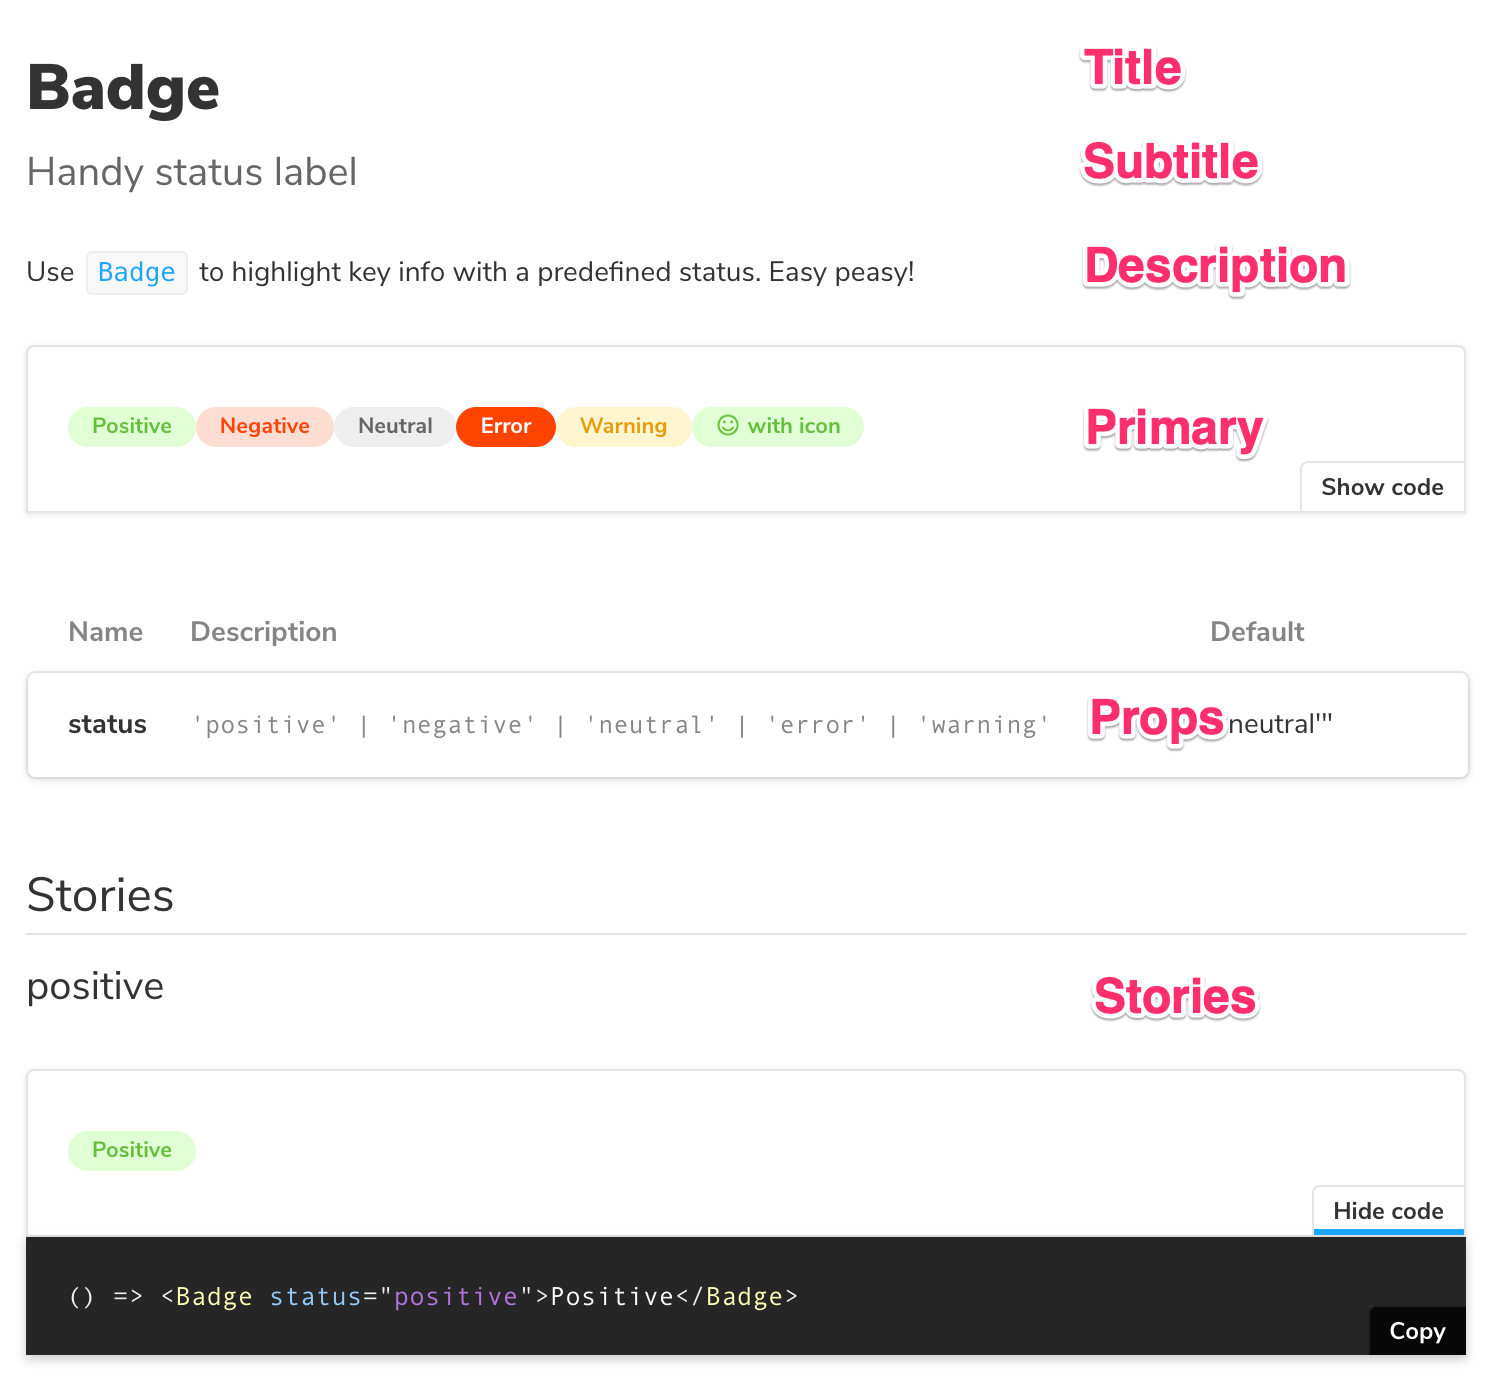 Badge
Title
Handy status label
Subtitle
Use Badge to highlight key info with a predefined status. Easy peasy!
Description
Positive Negative Neutral Error Warning with icon
Primary
Show code
Name Description Default
status 'positive' | 'negative' | 'neutral' | 'error' | 'warning' neutral'"
Props
Stories
positive
Stories
Positive
Hide code
() => <Badge status="positive">Positive</Badge>
Copy